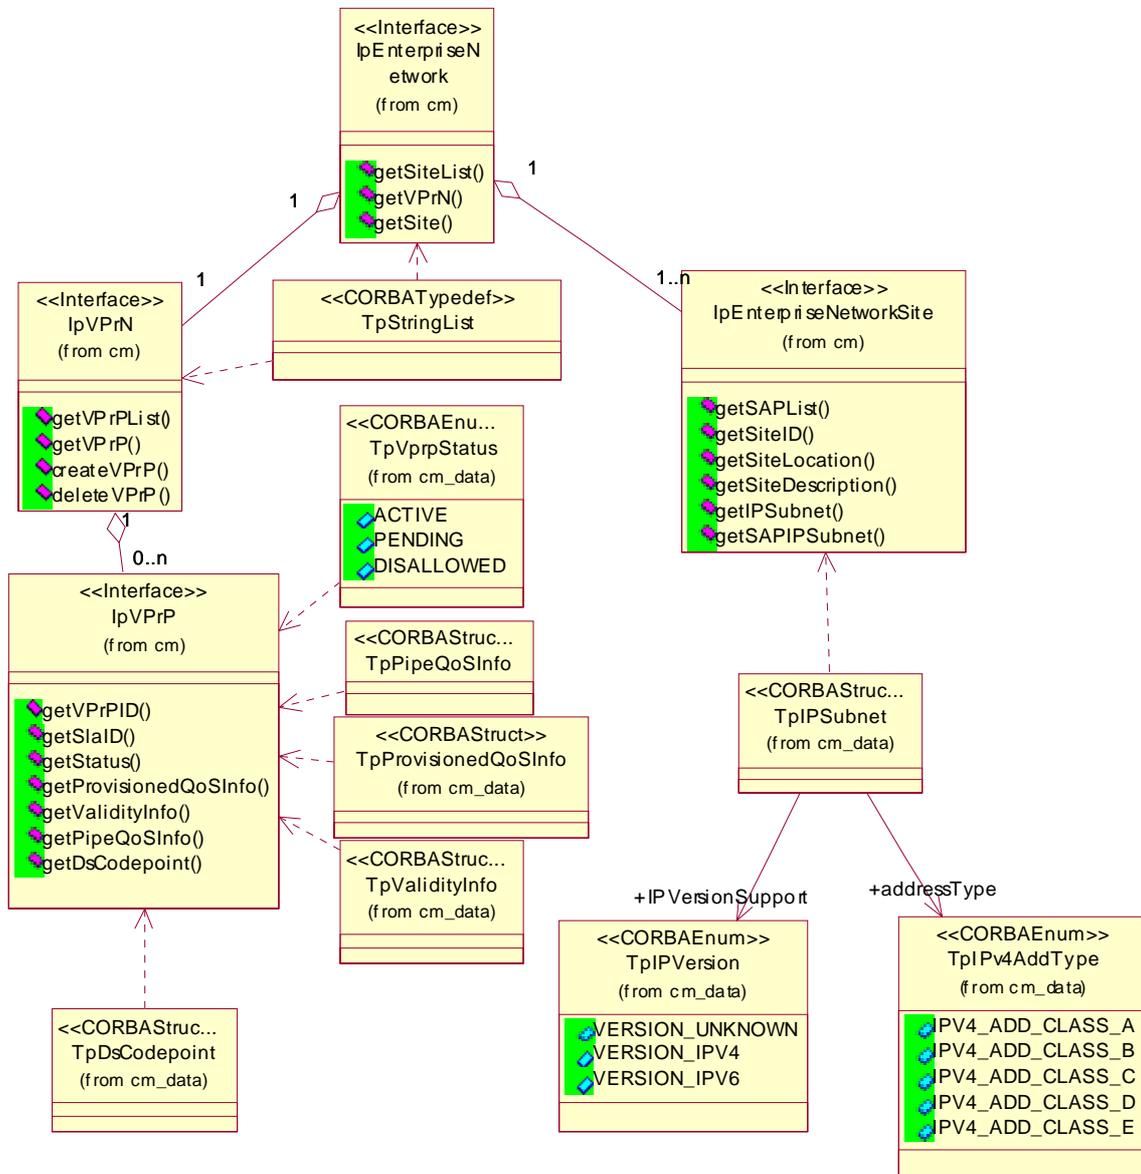 <<Interface>>
IpEnterpriseN
etwork
(from cm)
getSiteList()
getVPrN()
getSite()
1
1
1
1..n
<<Interface>>
IpVPrN
(from cm)
getVPrPList()
getVPrP()
createVPrP()
deleteVPrP()
<<CORBATypedef>>
TpStringList
<<Interface>>
IpEnterpriseNetworkSite
(from cm)
getSAPList()
getSiteID()
getSiteLocation()
getSiteDescription()
getIPSubnet()
getSAPIPSubnet()
1
0..n
<<CORBAEnu...
TpVprpStatus
(from cm_data)
ACTIVE
PENDING
DISALLOWED
<<Interface>>
IpVPrP
(from cm)
getVPrPID()
getSlaID()
getStatus()
getProvisionedQoSInfo()
getValidityInfo()
getPipeQoSInfo()
getDsCodepoint()
<<CORBAStruc...
TpPipeQoSInfo
<<CORBAStruct>>
TpProvisionedQoSInfo
(from cm_data)
<<CORBAStruc...
TpValidityInfo
(from cm_data)
<<CORBAStruc...
TpIPSubnet
(from cm_data)
+IPVersionSupport
+addressType
<<CORBAStruc...
TpDsCodepoint
(from cm_data)
<<CORBAEnum>>
TpIPVersion
(from cm_data)
VERSION_UNKNOWN
VERSION_IPV4
VERSION_IPV6
<<CORBAEnum>>
TpIPv4AddType
(from cm_data)
IPV4_ADD_CLASS_A
IPV4_ADD_CLASS_B
IPV4_ADD_CLASS_C
IPV4_ADD_CLASS_D
IPV4_ADD_CLASS_E